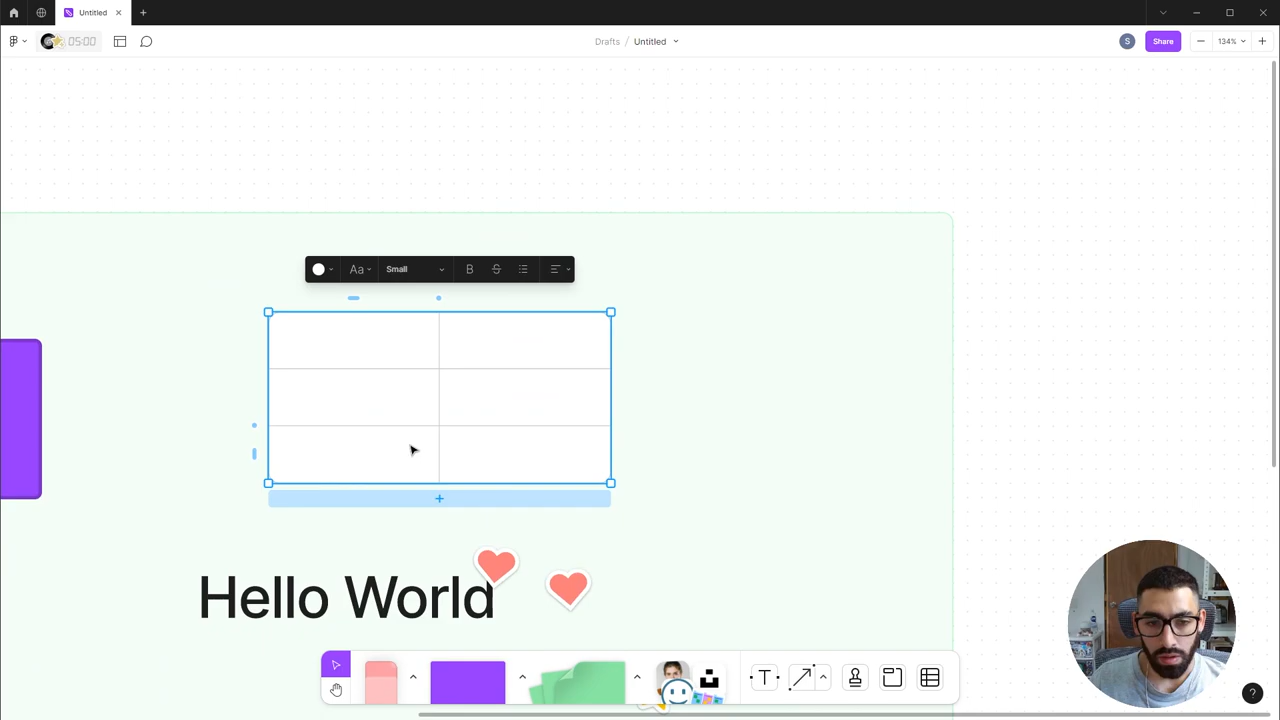 Untitled
05:00
Drafts / Untitled
S
Share
134%
Aa
Small
B
S
+
Hello World
T
?